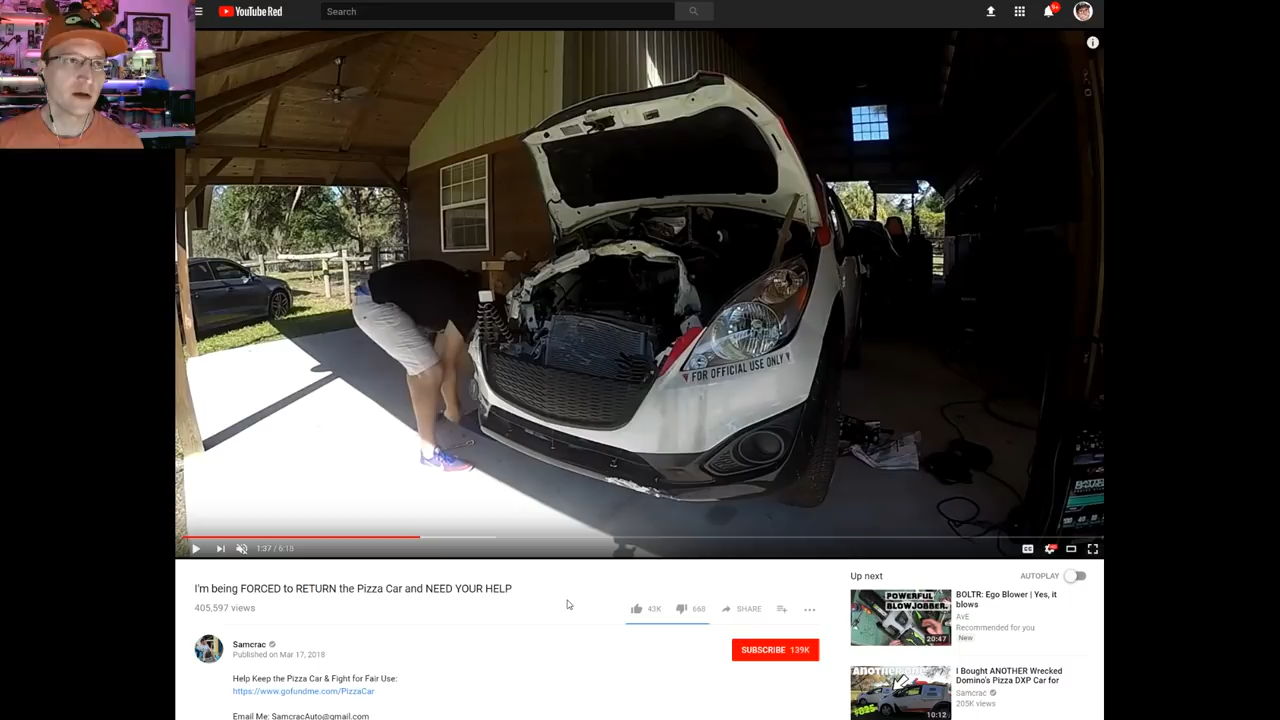 YouTube Red
Search
9+
FOR OFFICIAL USE ONLY
1:37 / 6:18
CC
I'm being FORCED to RETURN the Pizza Car and NEED YOUR HELP
405,597 views
43K
668
SHARE
Samcrac
Published on Mar 17, 2018
SUBSCRIBE 139K
Help Keep the Pizza Car & Fight for Fair Use:
https://www.gofundme.com/PizzaCar
Email Me: SamcracAuto@gmail.com
Up next
AUTOPLAY
POWERFUL
BLOWJOBBER.
20:47
BOLTR: Ego Blower | Yes, it
blows
AvE
Recommended for you
New
ANOTHER ONE
10:12
I Bought ANOTHER Wrecked
Domino's Pizza DXP Car for
Samcrac
205K views